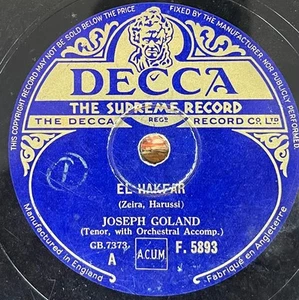 THIS COPYRIGHT RECORD MAY NOT BE SOLD BELOW THE PRICE FIXED BY THE MANUFACTURER NOR PUBLICLY PERFORMED
DECCA
THE SUPREME RECORD
THE DECCA REGD RECORD CO., LTD.
1
EL HAKFAR
(Zeira, Harussi)
JOSEPH GOLAND
(Tenor, with Orchestral Accomp.)
GB.7373- F. 5893
A A.C.U.M
Manufactured in England
Fabriqué en Angleterre